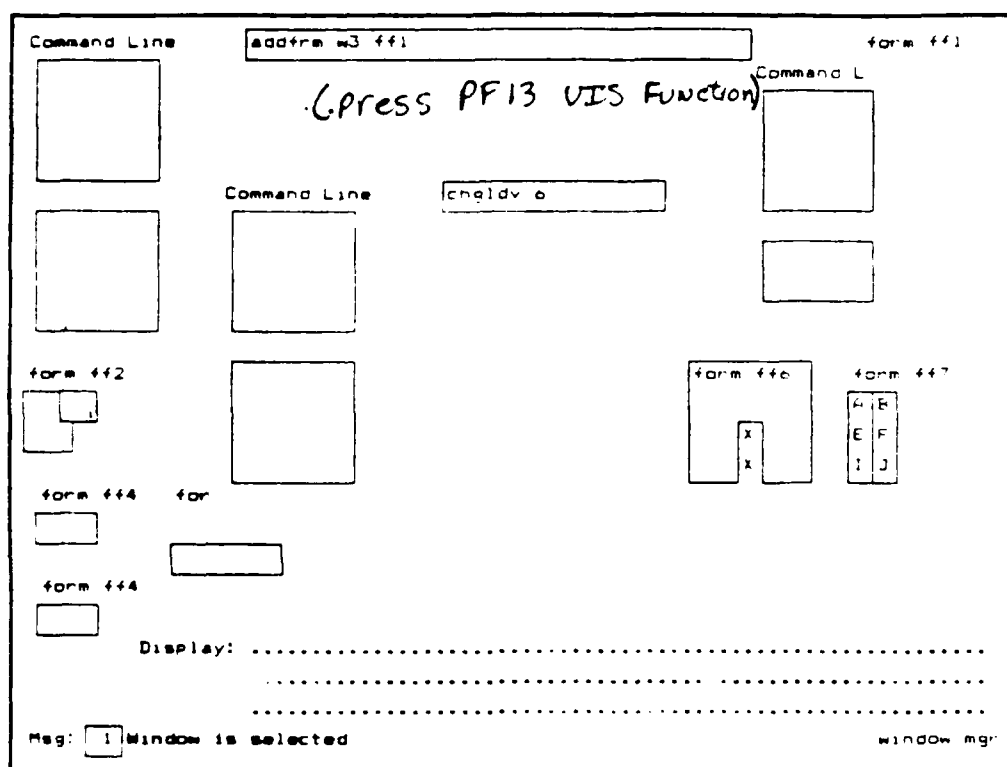 Command Line addfrm w3 ff1 form ff1
Command L
(press PF13 VIS Function)
Command Line chgldv 6
form ff2 form ff6 form ff7
A B
X E F
X I J
form ff4 for
form ff4
Display:
Msg: 1 Window is selected window mgr